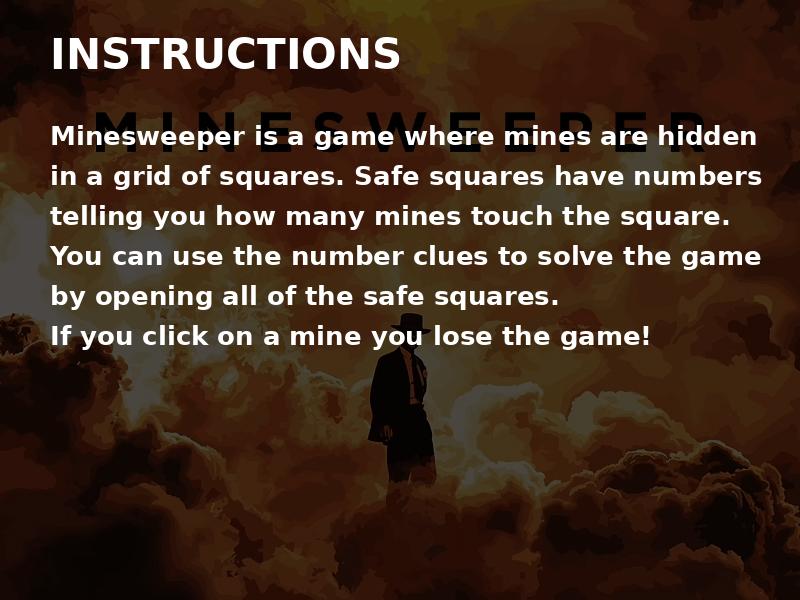 INSTRUCTIONS
MINESWEEPER
Minesweeper is a game where mines are hidden
in a grid of squares. Safe squares have numbers
telling you how many mines touch the square.
You can use the number clues to solve the game
by opening all of the safe squares.
If you click on a mine you lose the game!